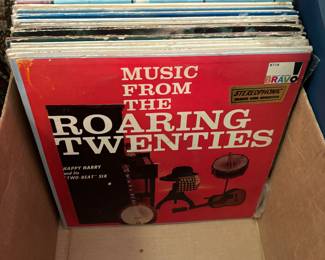 BRAVO
STEREOPHONIC
MUSIC
FROM
THE
ROARING
TWENTIES
HAPPY HARRY
and his
"TWO-BEAT" SIX